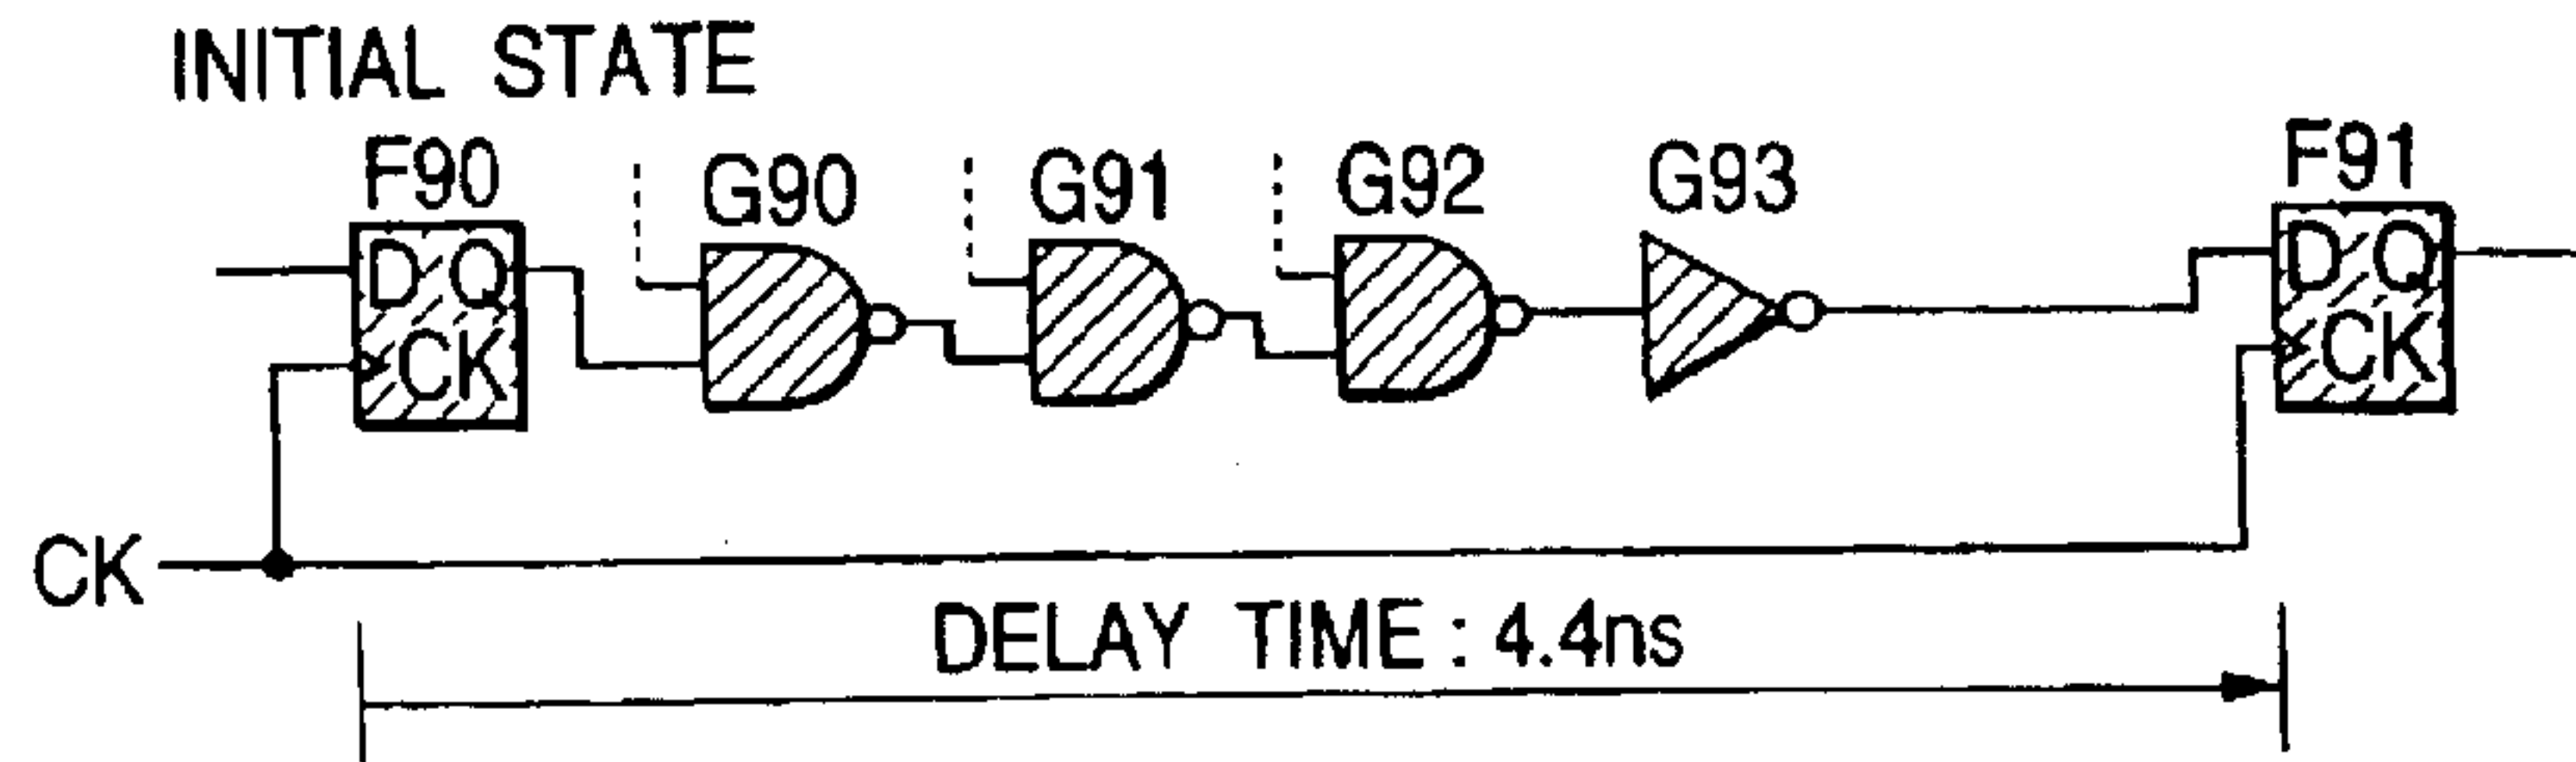 INITIAL STATE
F90 G90 G91 G92 G93 F91
D Q D Q
CK CK
CK
DELAY TIME : 4.4ns